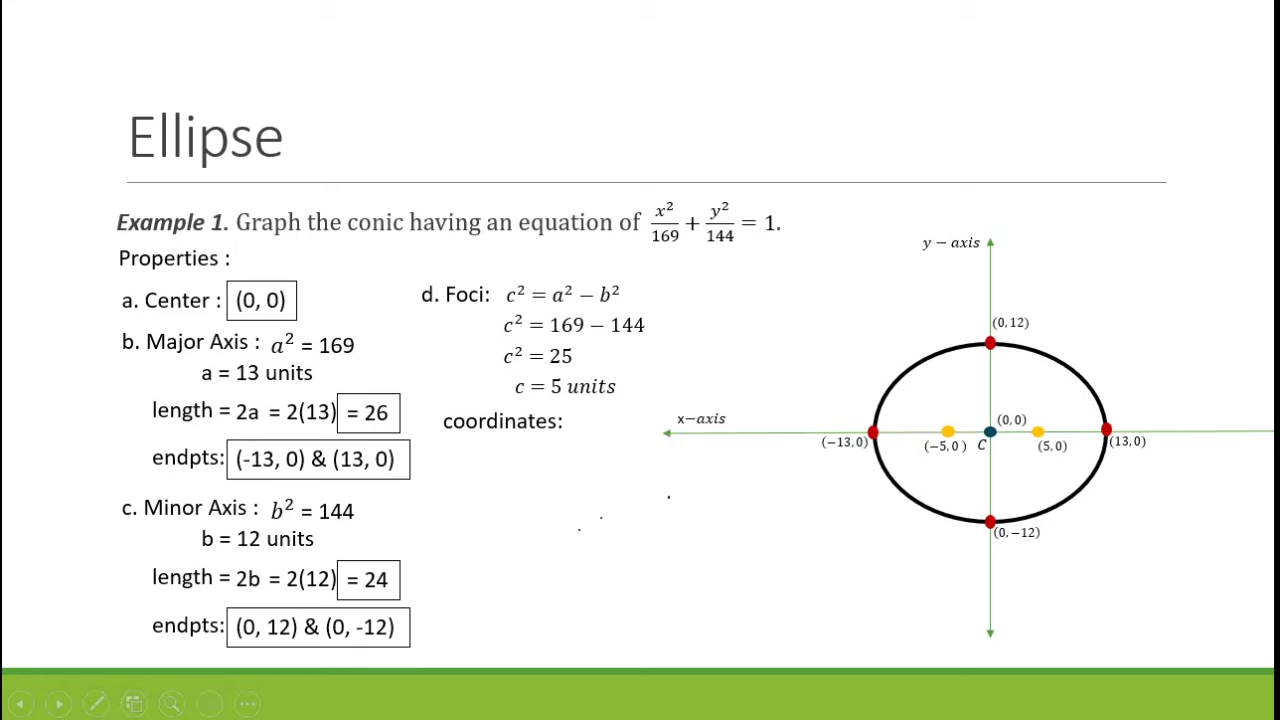 Ellipse
Example 1. Graph the conic having an equation of x²/169 + y²/144 = 1.
Properties :
a. Center : (0, 0)
b. Major Axis : a² = 169
a = 13 units
length = 2a = 2(13) = 26
endpts: (-13, 0) & (13, 0)
c. Minor Axis : b² = 144
b = 12 units
length = 2b = 2(12) = 24
endpts: (0, 12) & (0, -12)
d. Foci: c² = a² − b²
c² = 169 − 144
c² = 25
c = 5 units
coordinates:
y − axis
(0, 12)
x−axis
(0, 0)
(−13, 0)
(−5, 0 )
C
(5, 0)
(13, 0)
(0, −12)